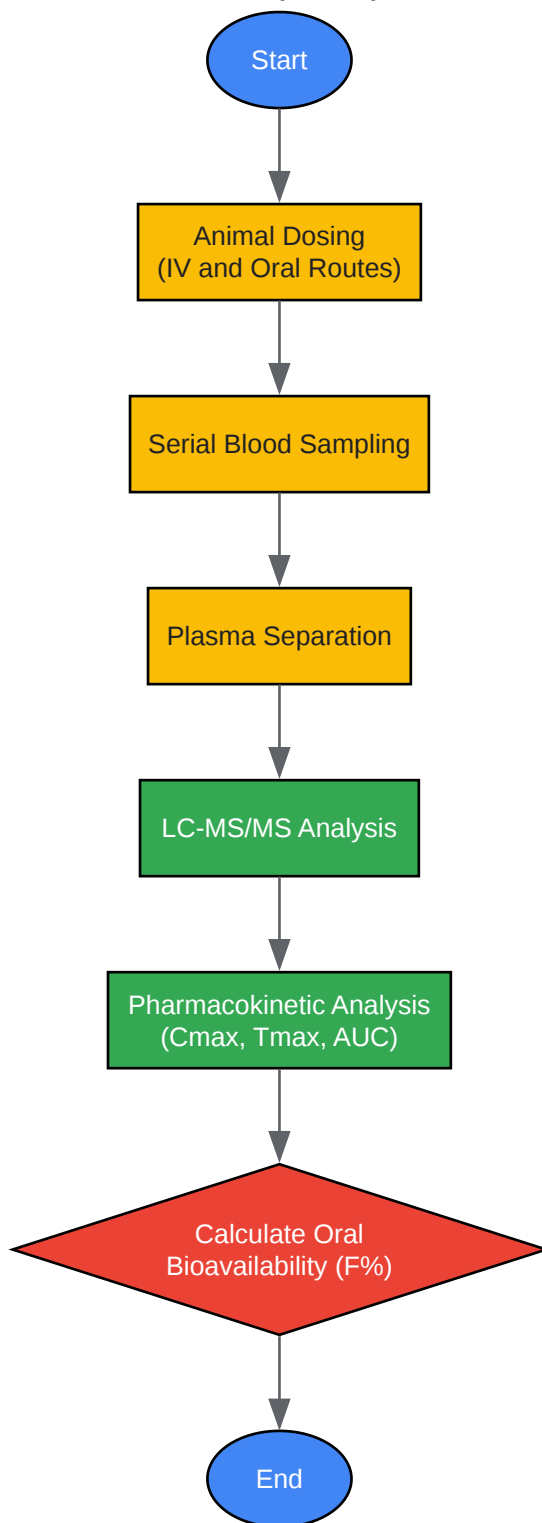 Start
Animal Dosing
(IV and Oral Routes)
Serial Blood Sampling
Plasma Separation
LC-MS/MS Analysis
Pharmacokinetic Analysis
(Cmax, Tmax, AUC)
Calculate Oral
Bioavailability (F%)
End